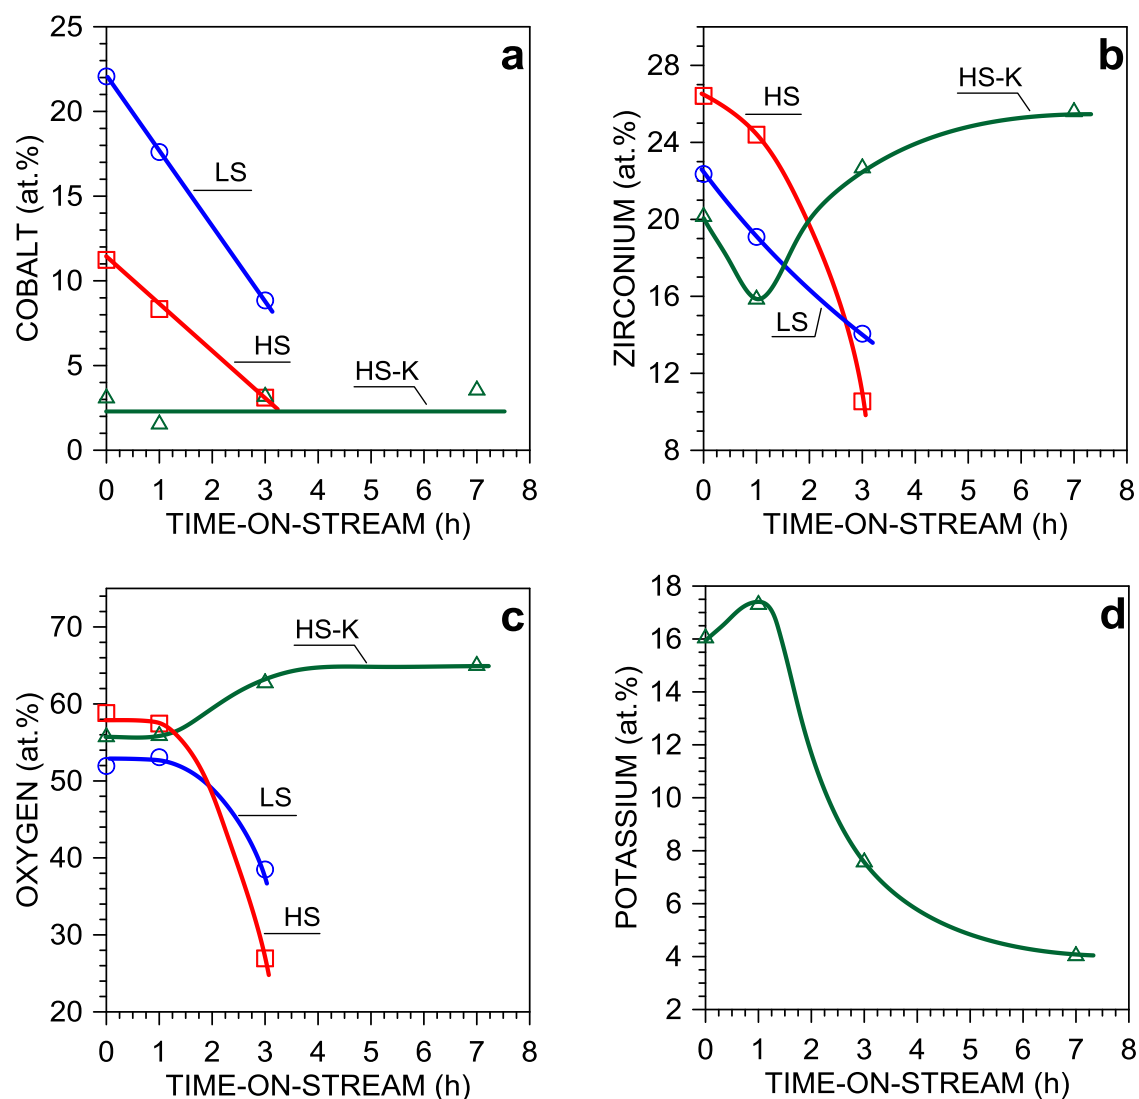 a
COBALT (at.%)
25
20
15
10
5
0
LS
HS
HS-K
0 1 2 3 4 5 6 7 8
TIME-ON-STREAM (h)
b
ZIRCONIUM (at.%)
28
24
20
16
12
8
HS-K
HS
LS
0 1 2 3 4 5 6 7 8
TIME-ON-STREAM (h)
c
OXYGEN (at.%)
70
60
50
40
30
20
HS-K
LS
HS
0 1 2 3 4 5 6 7 8
TIME-ON-STREAM (h)
d
POTASSIUM (at.%)
18
16
14
12
10
8
6
4
2
0 1 2 3 4 5 6 7 8
TIME-ON-STREAM (h)